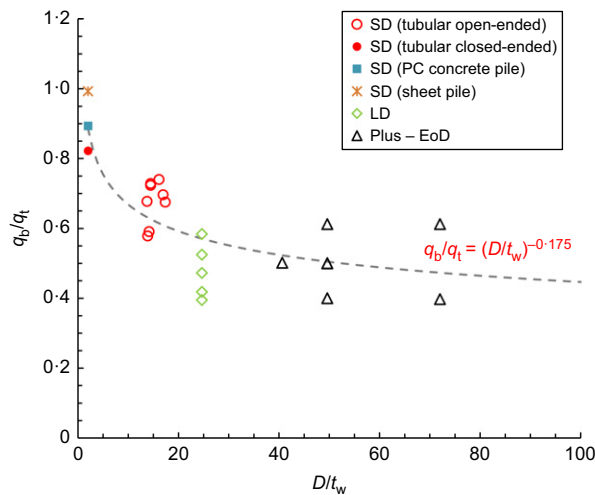 SD (tubular open-ended)
SD (tubular closed-ended)
SD (PC concrete pile)
SD (sheet pile)
LD
Plus – EoD
1·2
1·0
0·8
0·6
0·4
0·2
0
q_b/q_t
q_b/q_t = (D/t_w)^–0·175
0 20 40 60 80 100
D/t_w